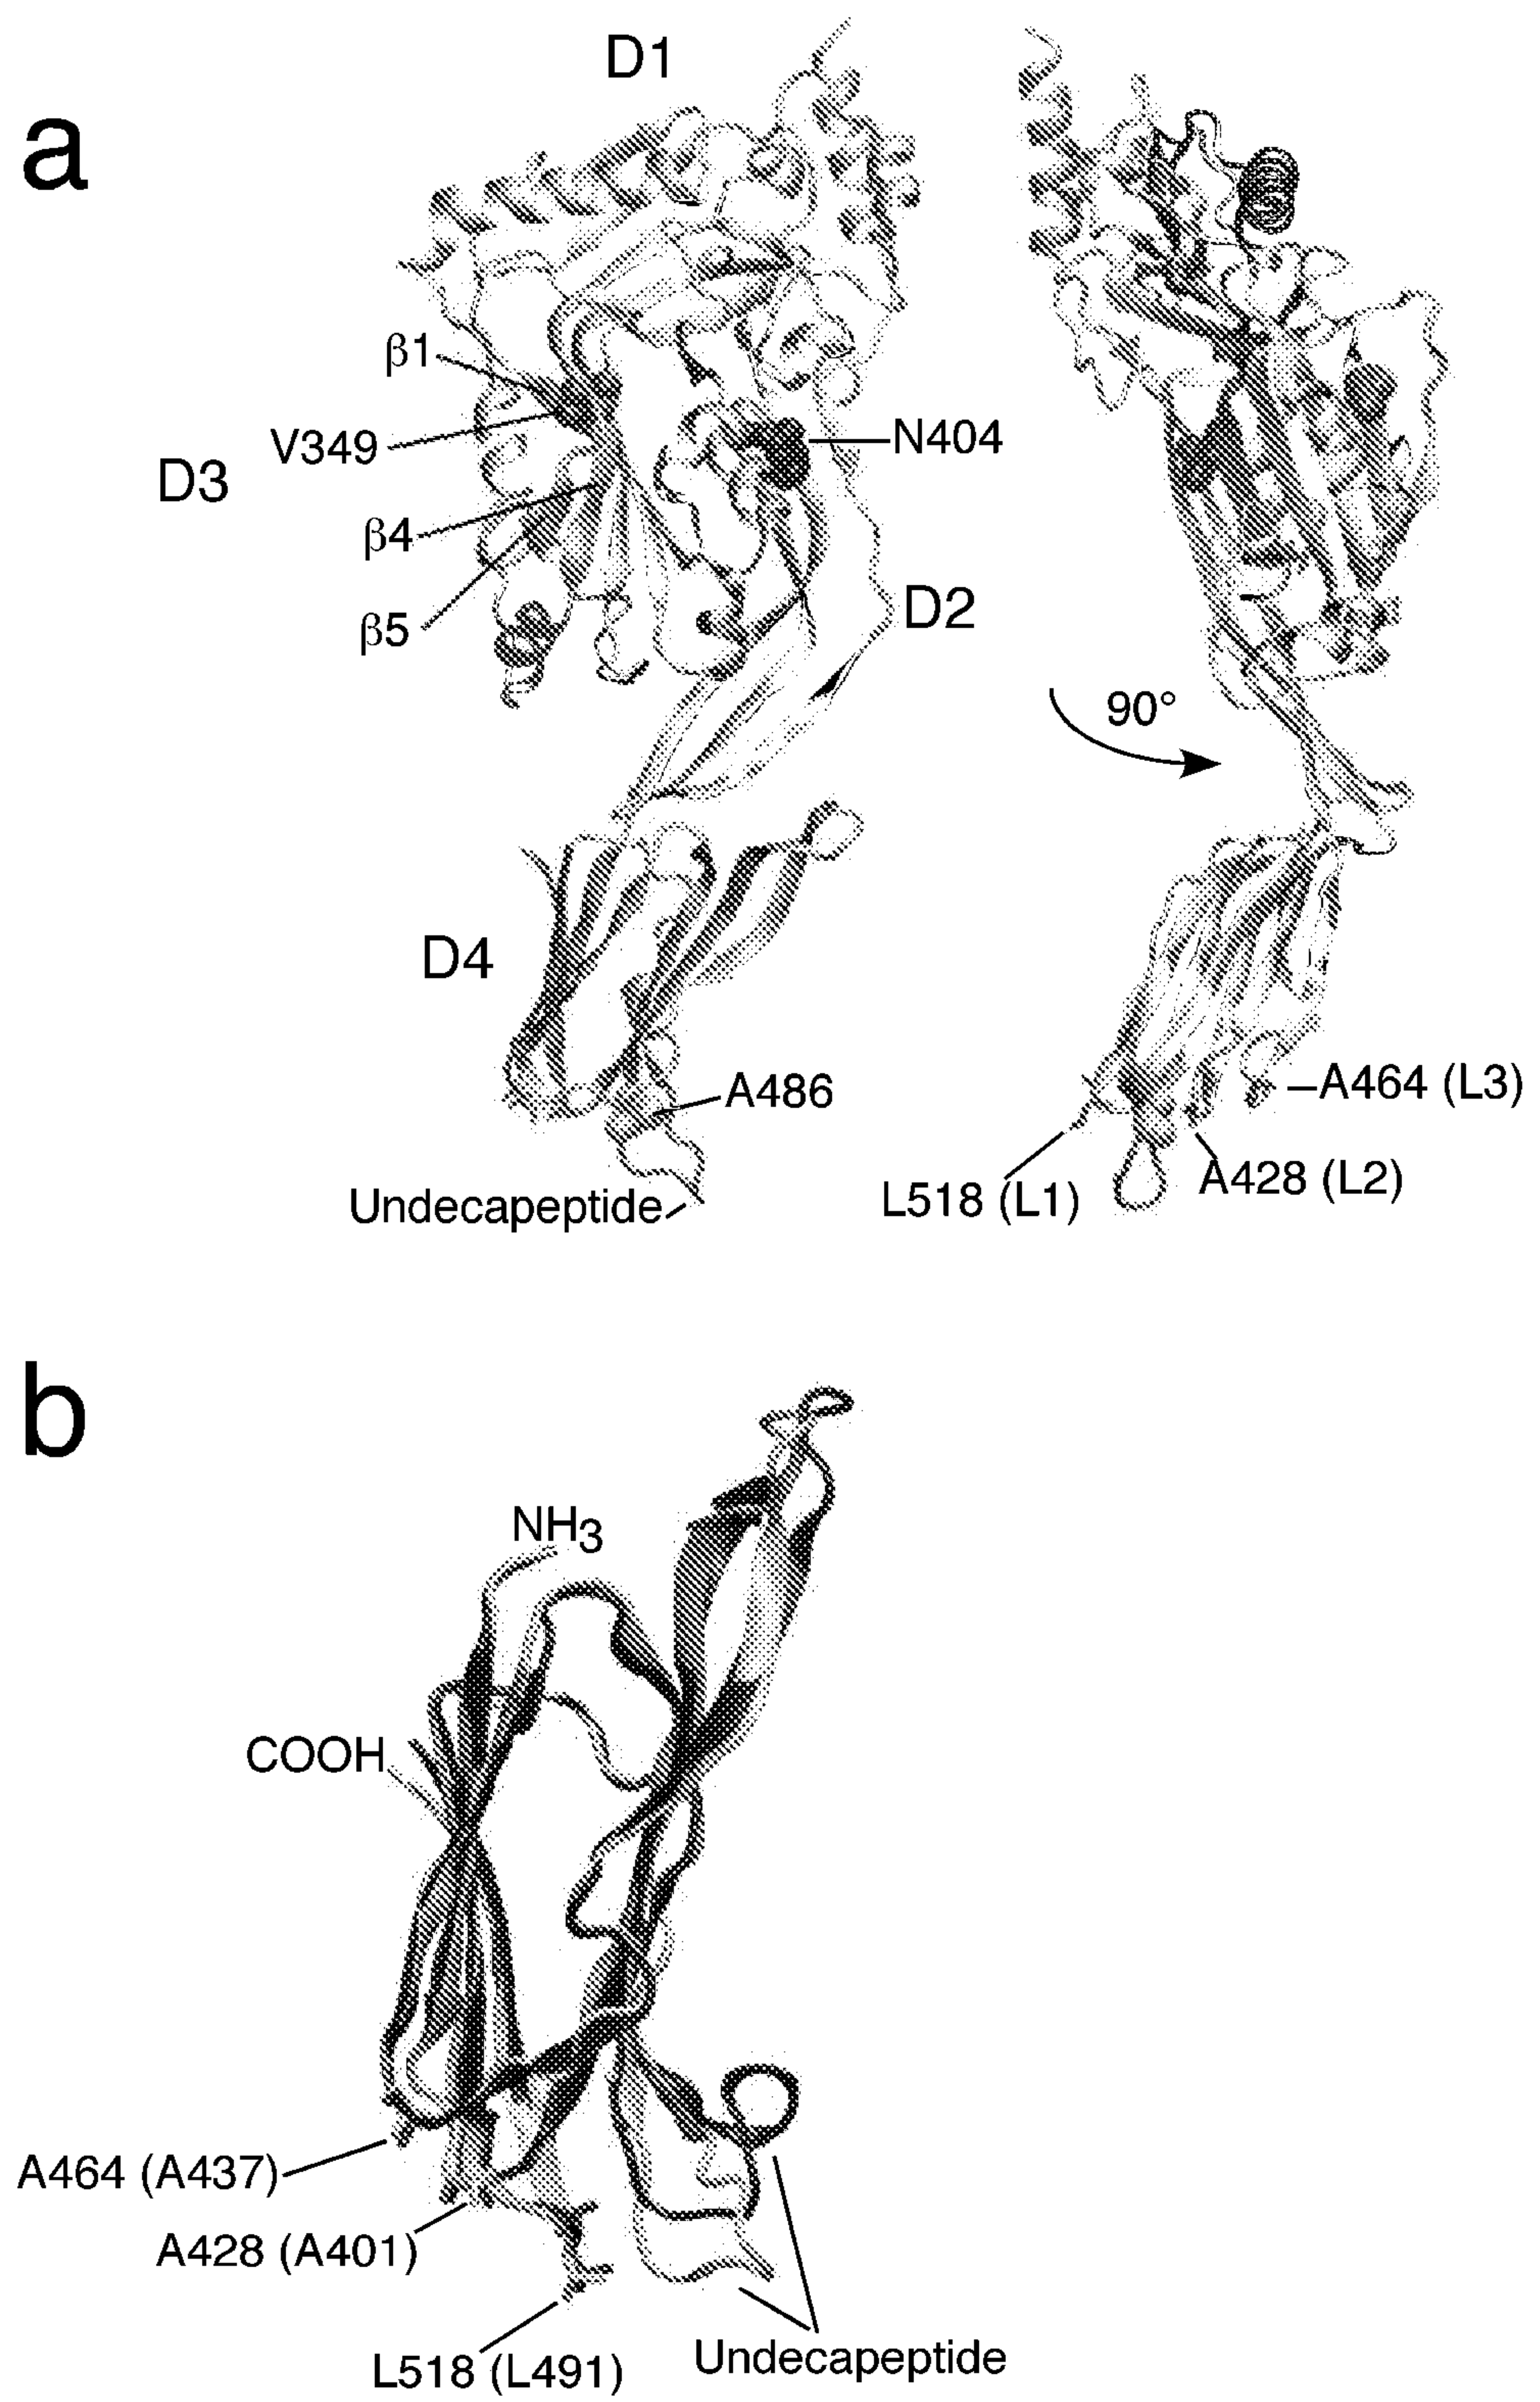 a
D1
β1
V349
N404
D3
β4
β5
D2
90°
D4
A486
A464 (L3)
Undecapeptide
L518 (L1)
A428 (L2)
b
NH3
COOH
A464 (A437)
A428 (A401)
L518 (L491)
Undecapeptide